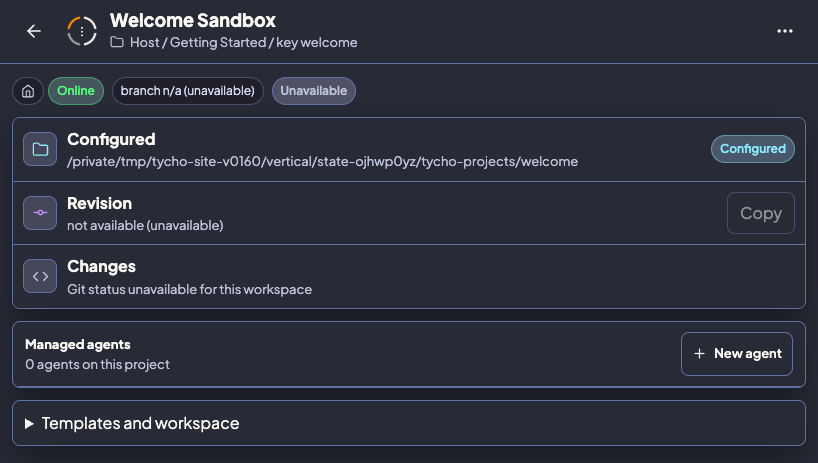 Welcome Sandbox
Host / Getting Started / key welcome
Online
branch n/a (unavailable)
Unavailable
Configured
/private/tmp/tycho-site-v0160/vertical/state-ojhwp0yz/tycho-projects/welcome
Configured
Revision
not available (unavailable)
Copy
Changes
Git status unavailable for this workspace
Managed agents
0 agents on this project
+ New agent
Templates and workspace